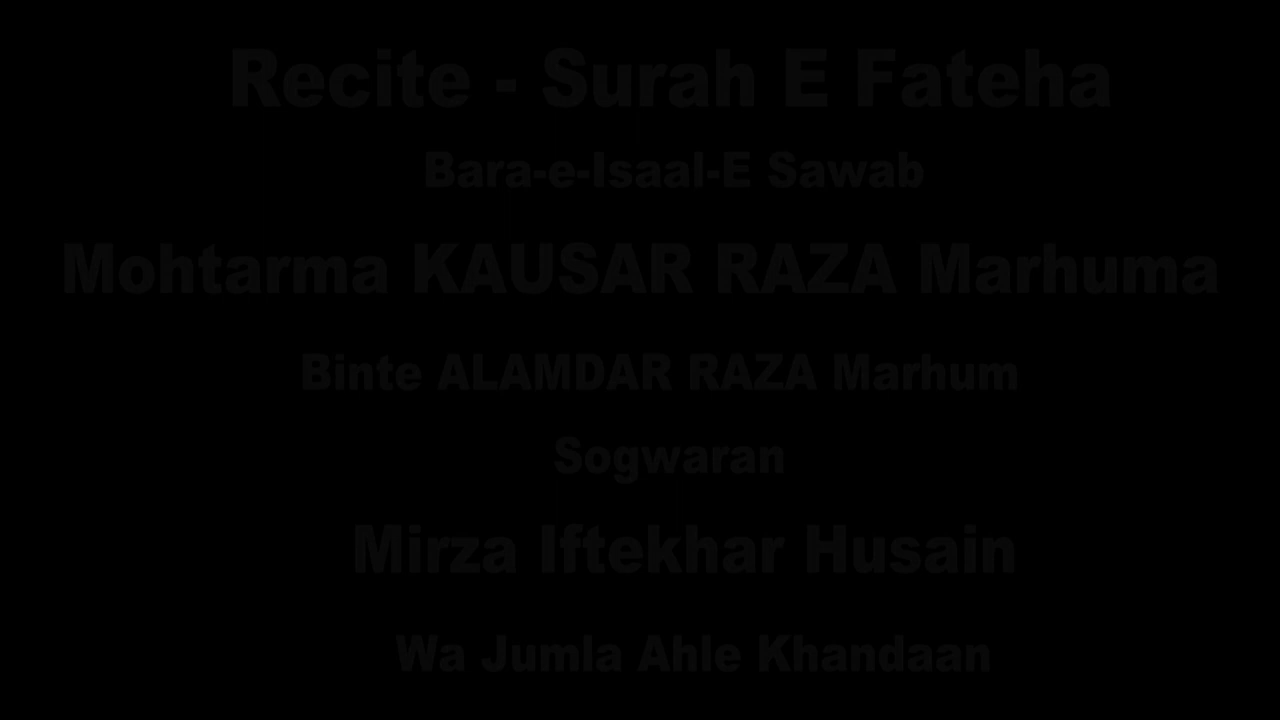 Recite - Surah E Fateha
Bara-e-Isaal-E Sawab
Mohtarma KAUSAR RAZA Marhuma
Binte ALAMDAR RAZA Marhum
Sogwaran
Mirza Iftekhar Husain
Wa Jumla Ahle Khandaan